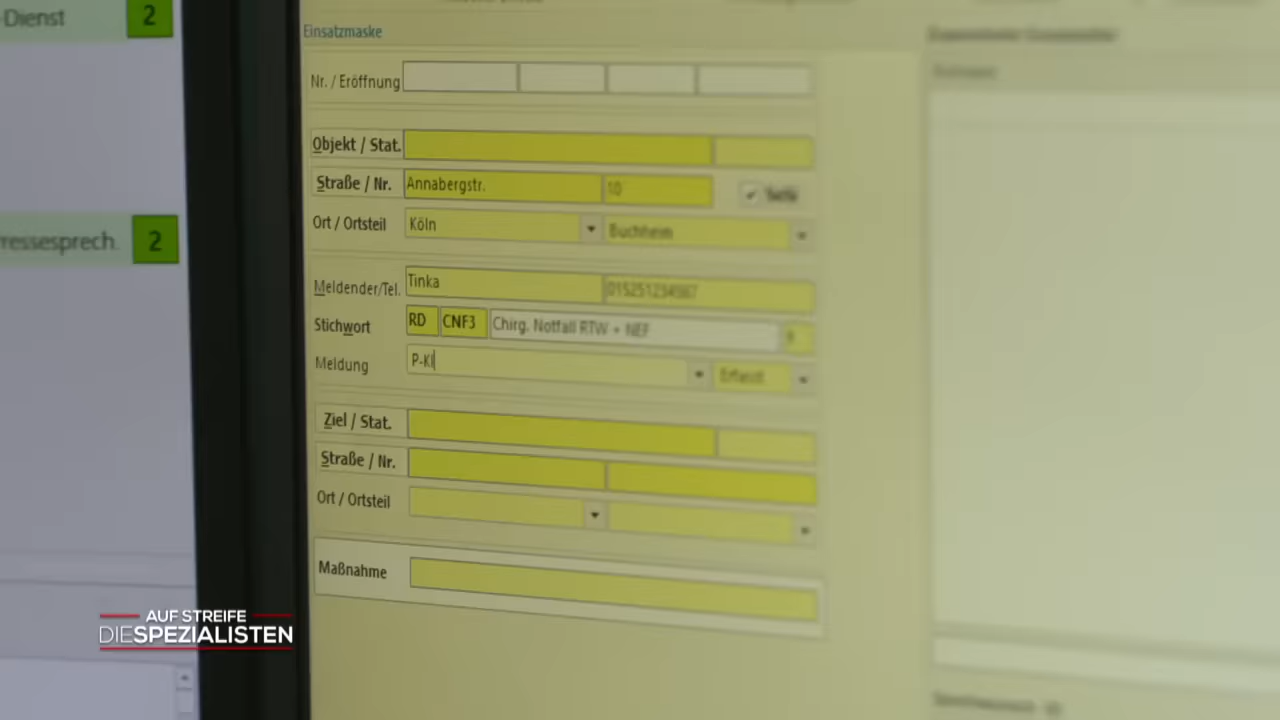 -Dienst 2
ressesprech. 2
Einsatzmaske
Nr. / Eröffnung
Objekt / Stat.
Straße / Nr. Annabergstr. 10
Ort / Ortsteil Köln Buchheim
Meldender/Tel. Tinka
Stichwort RD CNF3 Chirg. Notfall RTW + NEF
Meldung P-Kl Erfasst
Ziel / Stat.
Straße / Nr.
Ort / Ortsteil
Maßnahme
AUF STREIFE
DIE SPEZIALISTEN